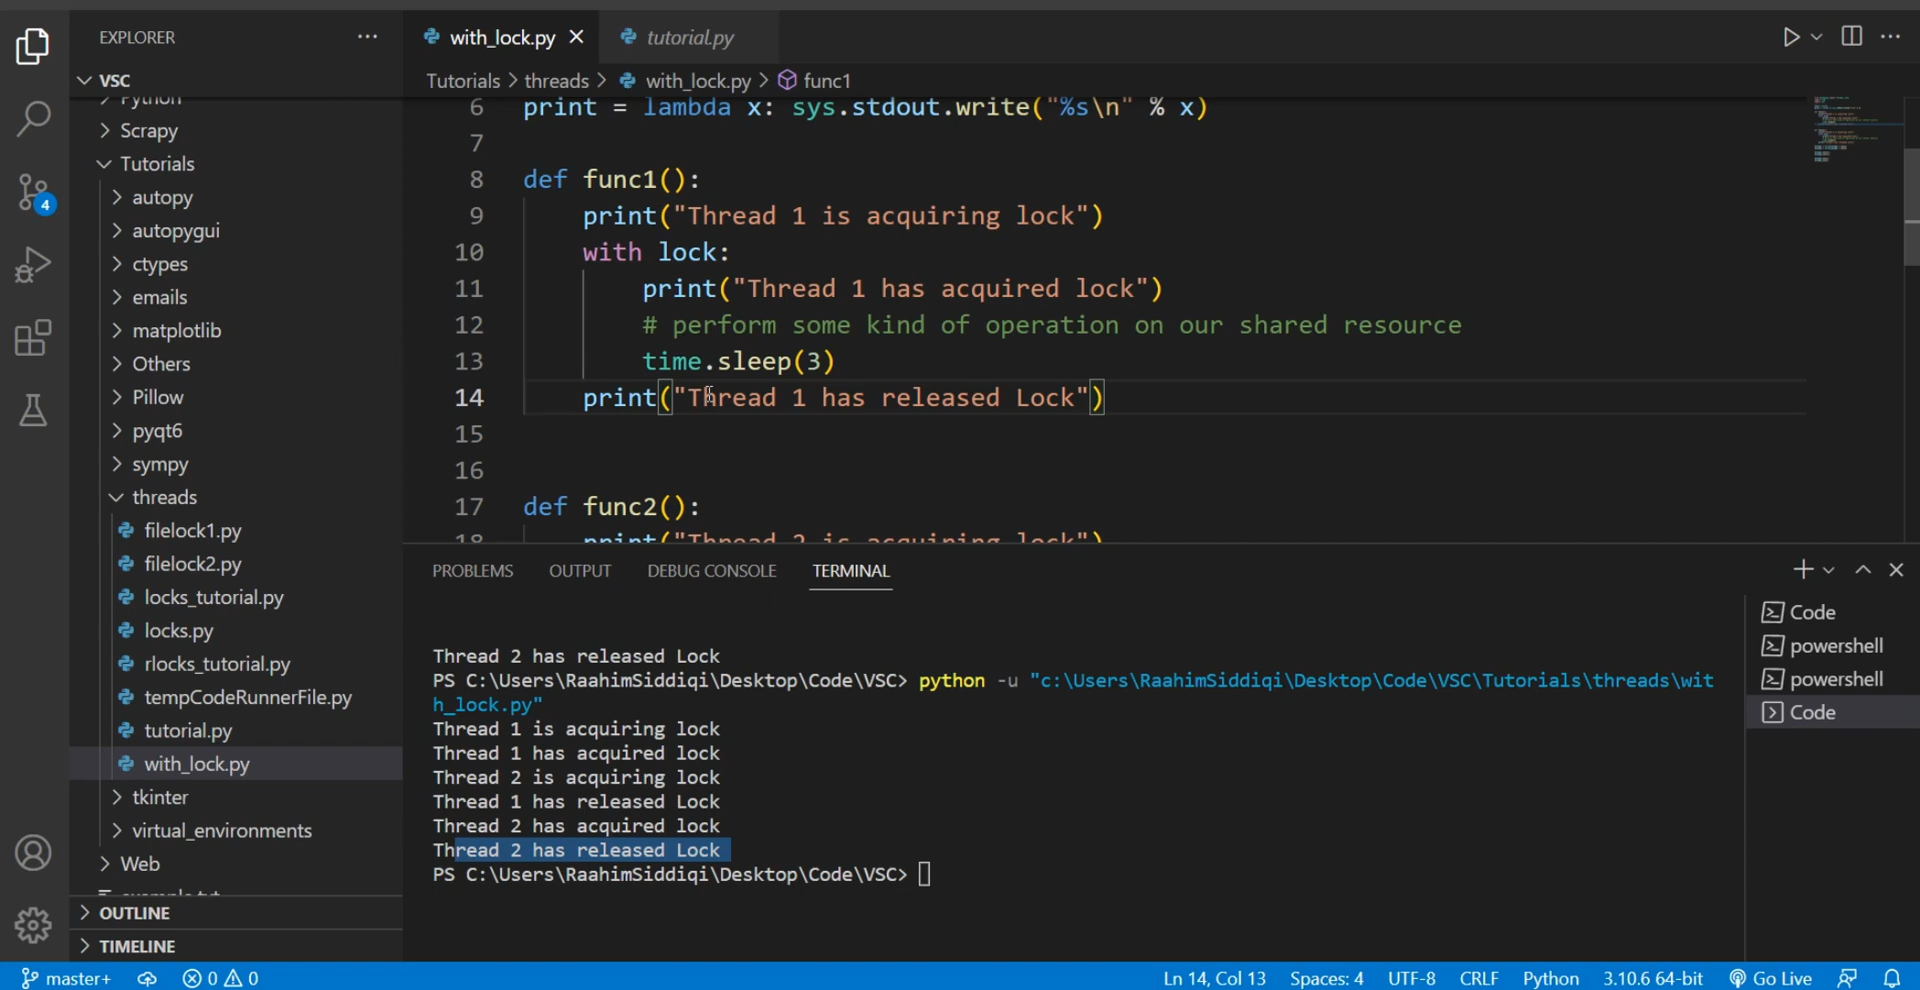 EXPLORER
with_lock.py
tutorial.py
VSC
Tutorials > threads > with_lock.py > func1
Python
6 print = lambda x: sys.stdout.write("%s\n" % x)
Scrapy
7
Tutorials
8 def func1():
autopy
9 print("Thread 1 is acquiring lock")
autopygui
10 with lock:
ctypes
11 print("Thread 1 has acquired lock")
emails
12 # perform some kind of operation on our shared resource
matplotlib
13 time.sleep(3)
Others
14 print("Thread 1 has released Lock")
Pillow
15
pyqt6
16
sympy
17 def func2():
threads
18 print("Thread 2 is acquiring lock")
filelock1.py
filelock2.py
locks_tutorial.py
locks.py
rlocks_tutorial.py
tempCodeRunnerFile.py
tutorial.py
with_lock.py
tkinter
virtual_environments
Web
OUTLINE
TIMELINE
4
PROBLEMS OUTPUT DEBUG CONSOLE TERMINAL
Thread 2 has released Lock
PS C:\Users\RaahimSiddiqi\Desktop\Code\VSC> python -u "c:\Users\RaahimSiddiqi\Desktop\Code\VSC\Tutorials\threads\wit
h_lock.py"
Thread 1 is acquiring lock
Thread 1 has acquired lock
Thread 2 is acquiring lock
Thread 1 has released Lock
Thread 2 has acquired lock
Thread 2 has released Lock
PS C:\Users\RaahimSiddiqi\Desktop\Code\VSC>
Code
powershell
powershell
Code
master+ 0 0 Ln 14, Col 13 Spaces: 4 UTF-8 CRLF Python 3.10.6 64-bit Go Live